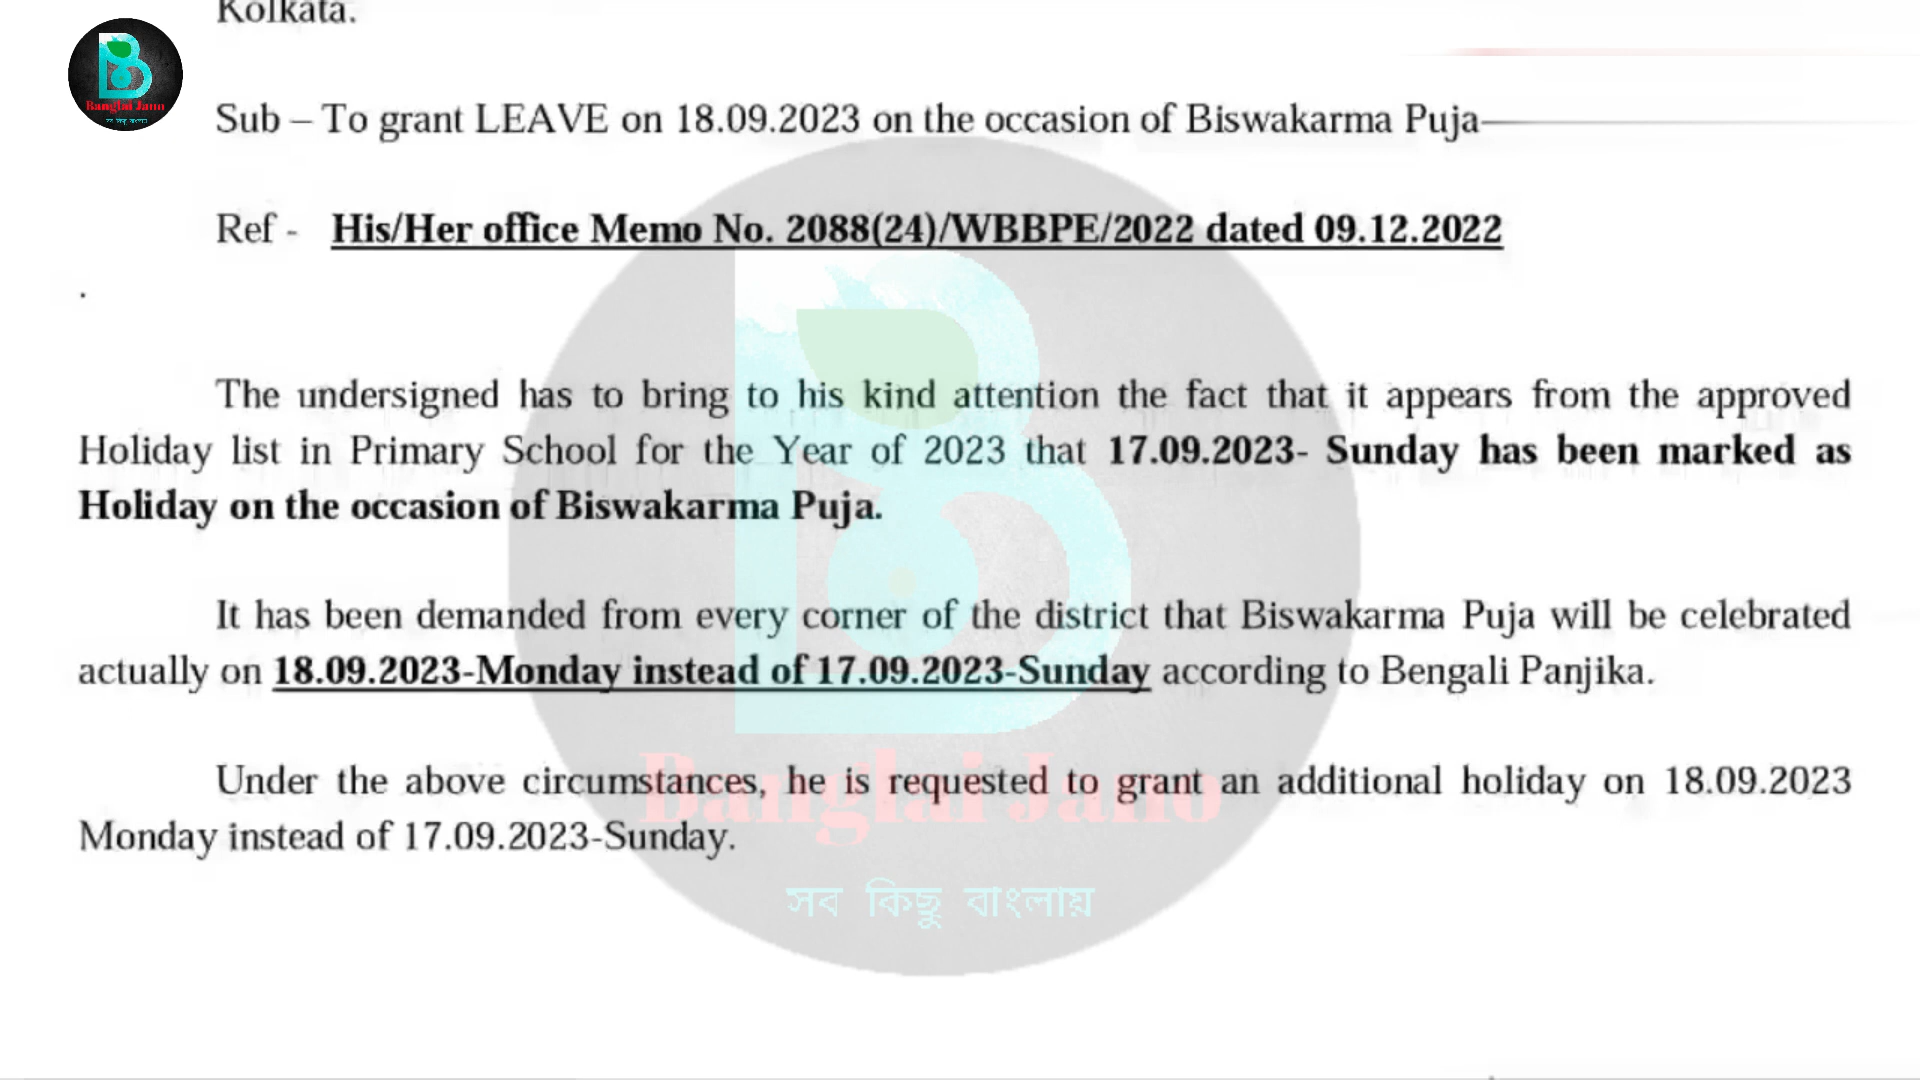 Kolkata.
Banglai Jano
সব কিছু বাংলায়
Sub – To grant LEAVE on 18.09.2023 on the occasion of Biswakarma Puja
Ref - His/Her office Memo No. 2088(24)/WBBPE/2022 dated 09.12.2022
.
The undersigned has to bring to his kind attention the fact that it appears from the approved
Holiday list in Primary School for the Year of 2023 that 17.09.2023- Sunday has been marked as
Holiday on the occasion of Biswakarma Puja.
It has been demanded from every corner of the district that Biswakarma Puja will be celebrated
actually on 18.09.2023-Monday instead of 17.09.2023-Sunday according to Bengali Panjika.
Under the above circumstances, he is requested to grant an additional holiday on 18.09.2023
Monday instead of 17.09.2023-Sunday.
Banglai Jano
সব কিছু বাংলায়